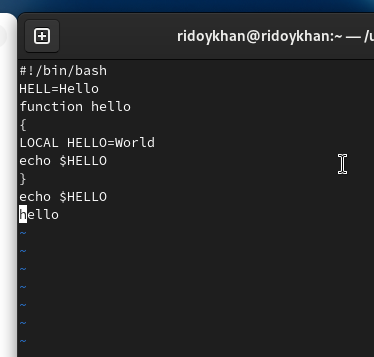 ridoykhan@ridoykhan:~ — /u
#!/bin/bash
HELL=Hello
function hello
{
LOCAL HELLO=World
echo $HELLO
}
echo $HELLO
hello
~
~
~
~
~
~
~